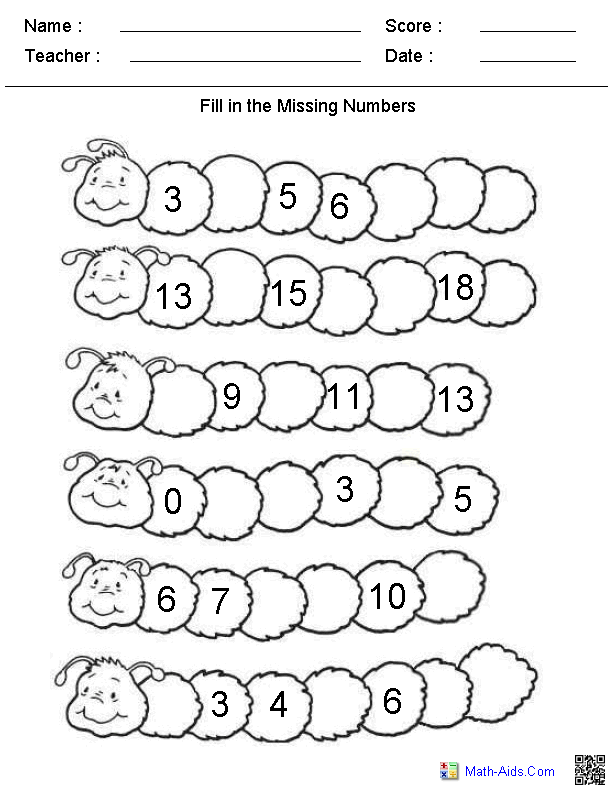 Name : Score :
Teacher : Date :
Fill in the Missing Numbers
3 5 6
13 15 18
9 11 13
0 3 5
6 7 10
3 4 6
Math-Aids.Com